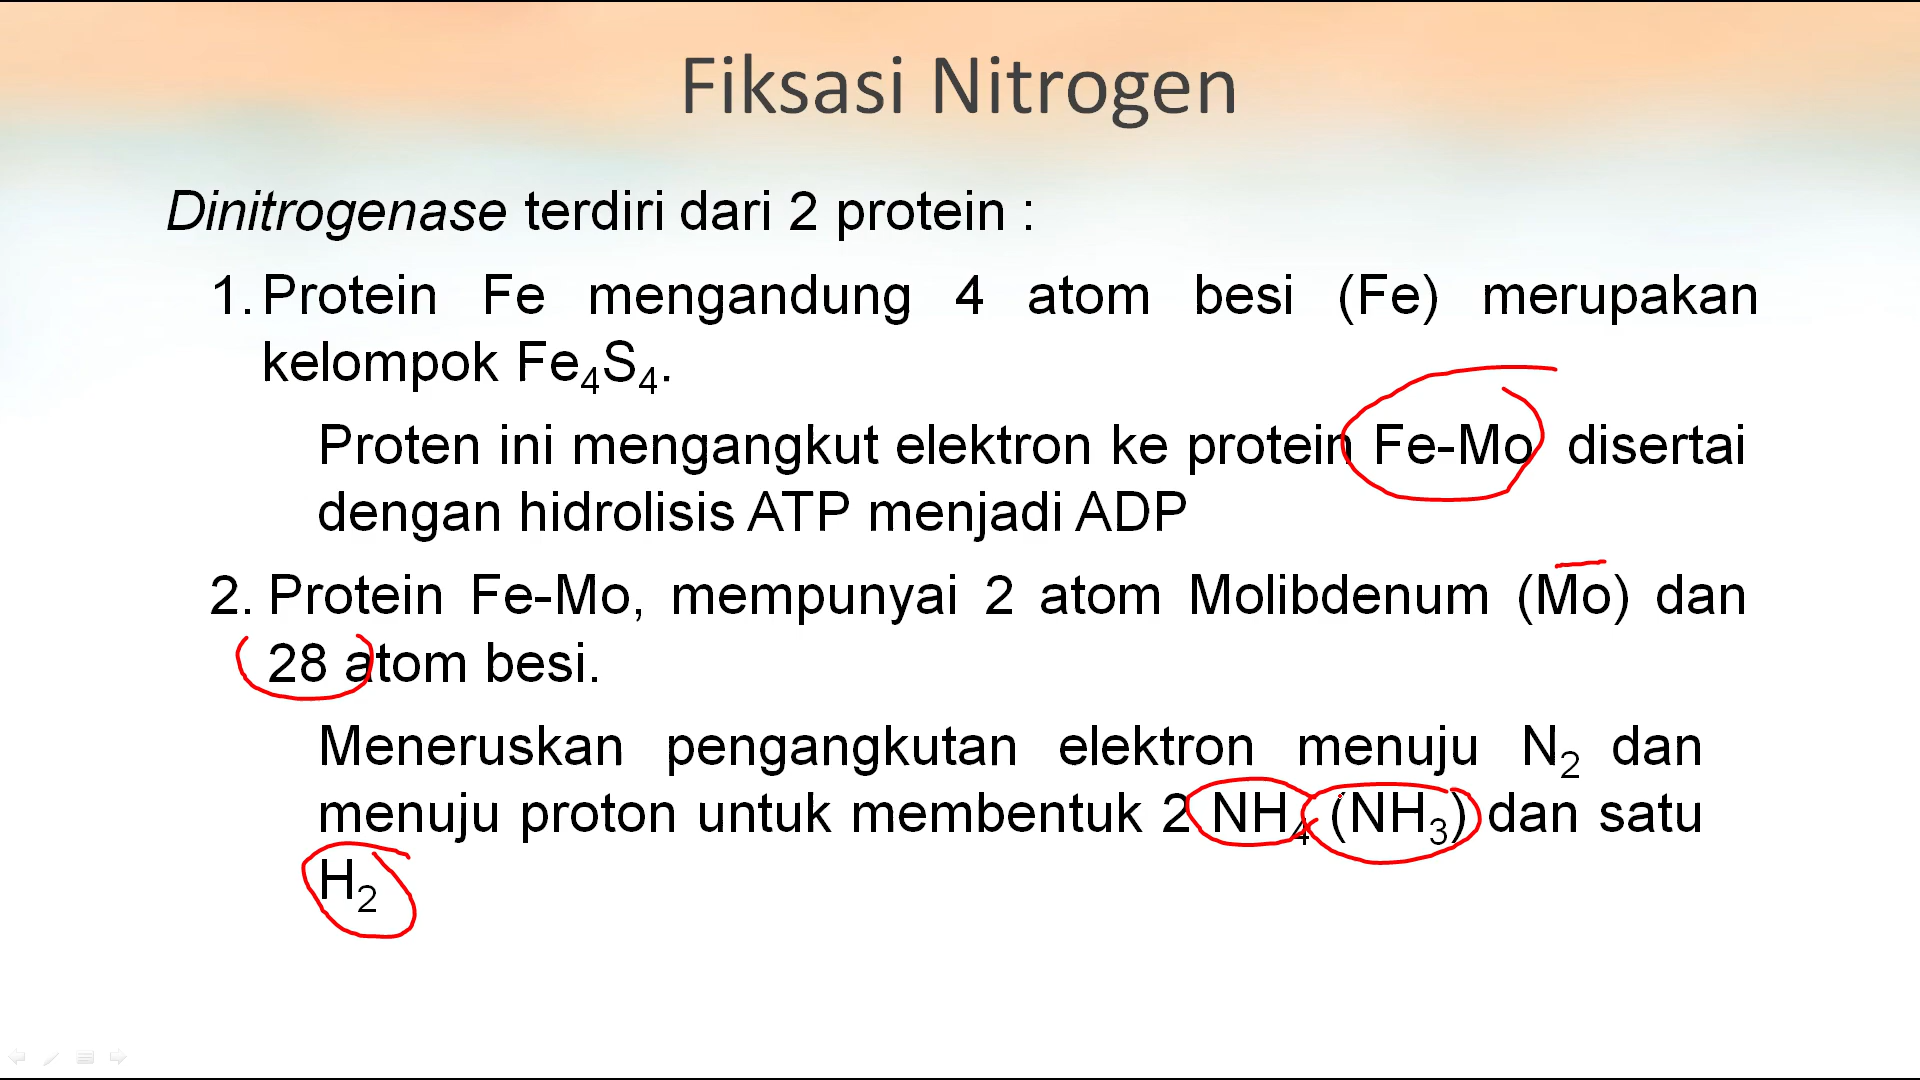 Fiksasi Nitrogen
Dinitrogenase terdiri dari 2 protein :
1. Protein Fe mengandung 4 atom besi (Fe) merupakan
kelompok Fe₄S₄.
Proten ini mengangkut elektron ke protein Fe-Mo disertai
dengan hidrolisis ATP menjadi ADP
2. Protein Fe-Mo, mempunyai 2 atom Molibdenum (Mo) dan
28 atom besi.
Meneruskan pengangkutan elektron menuju N₂ dan
menuju proton untuk membentuk 2 NH₄ (NH₃) dan satu
H₂